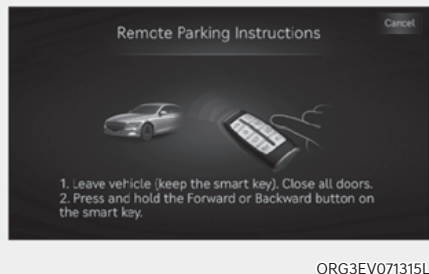 Cancel
Remote Parking Instructions
1. Leave vehicle (keep the smart key). Close all doors.
2. Press and hold the Forward or Backward button on
the smart key.
ORG3EV071315L